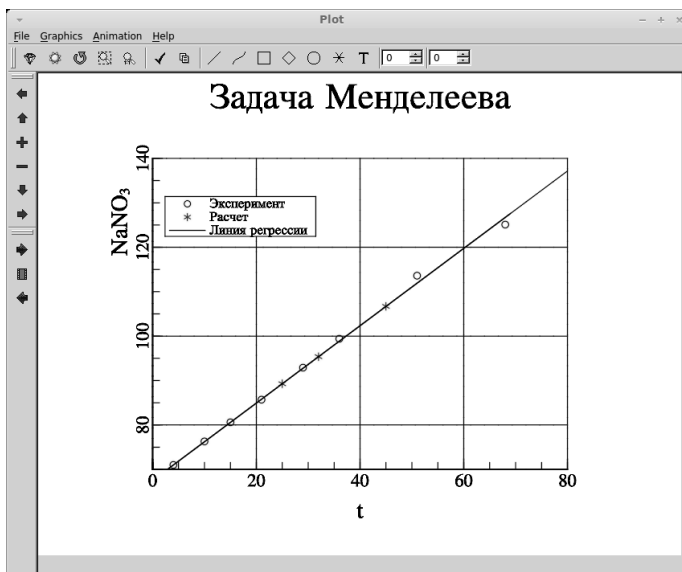 Plot
File Graphics Animation Help
T 0 0
Задача Менделеева
140
120
100
80
NaNO₃
Эксперимент
Расчет
Линия регрессии
0 20 40 60 80
t